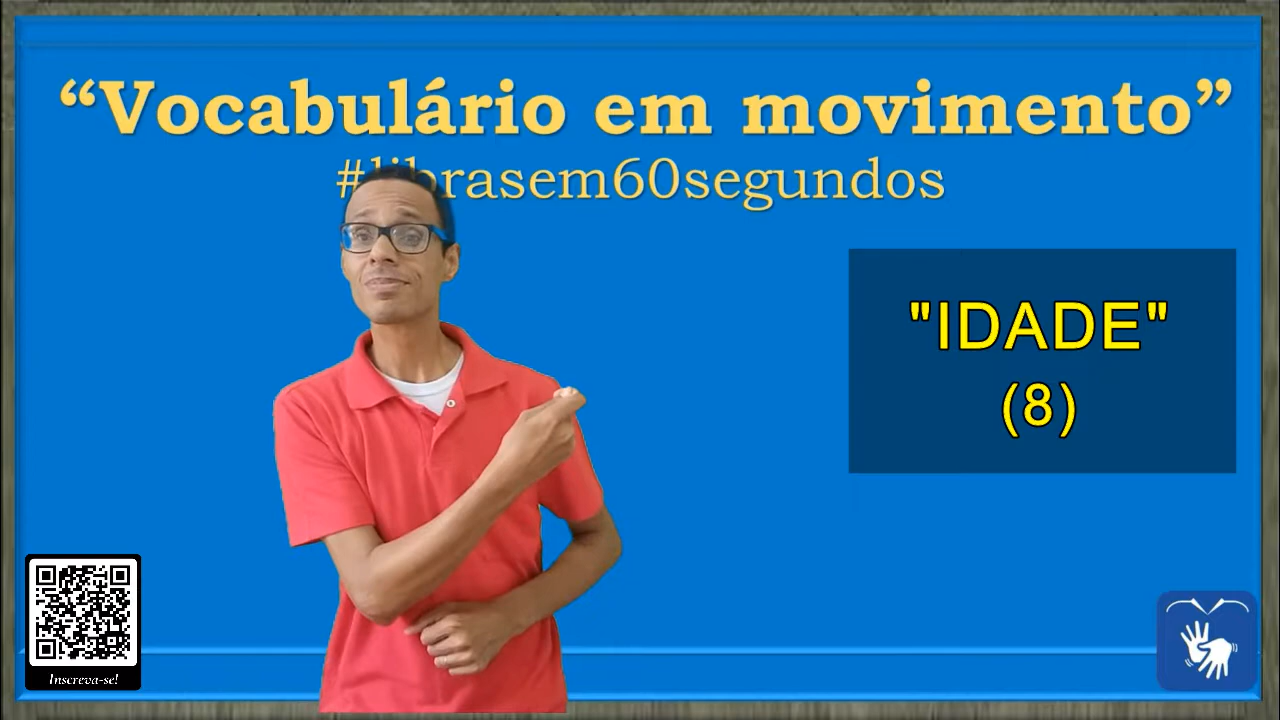 “Vocabulário em movimento”
#librasem60segundos
"IDADE"
(8)
Inscreva-se!